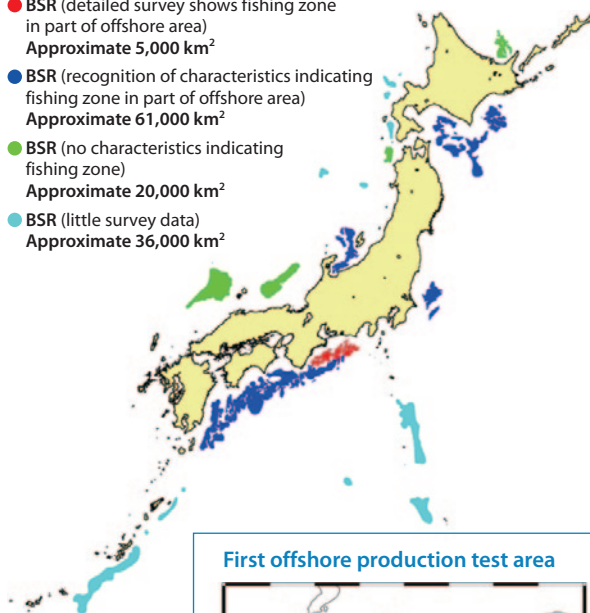 BSR (detailed survey shows fishing zone
in part of offshore area)
Approximate 5,000 km²
BSR (recognition of characteristics indicating
fishing zone in part of offshore area)
Approximate 61,000 km²
BSR (no characteristics indicating
fishing zone)
Approximate 20,000 km²
BSR (little survey data)
Approximate 36,000 km²
First offshore production test area